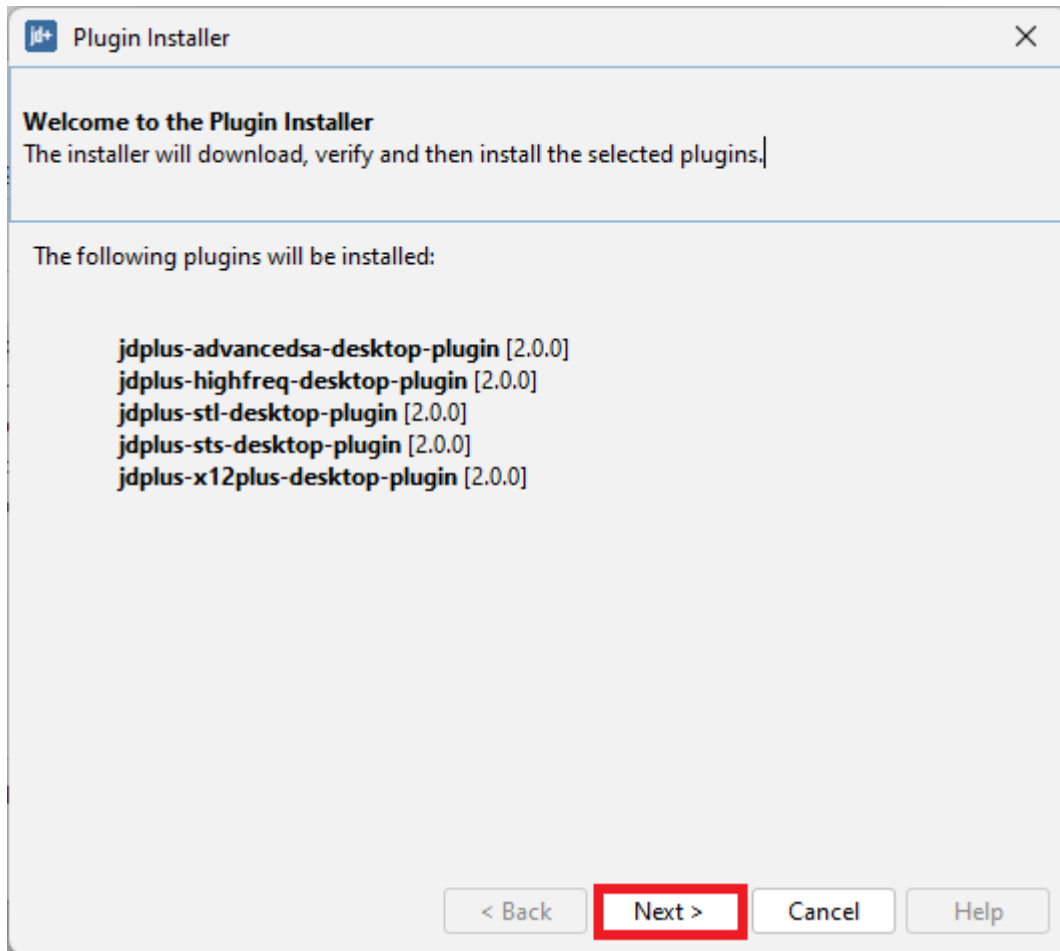 jd+ Plugin Installer
Welcome to the Plugin Installer
The installer will download, verify and then install the selected plugins.
The following plugins will be installed:
jdplus-advancedsa-desktop-plugin [2.0.0]
jdplus-highfreq-desktop-plugin [2.0.0]
jdplus-stl-desktop-plugin [2.0.0]
jdplus-sts-desktop-plugin [2.0.0]
jdplus-x12plus-desktop-plugin [2.0.0]
< Back Next > Cancel Help